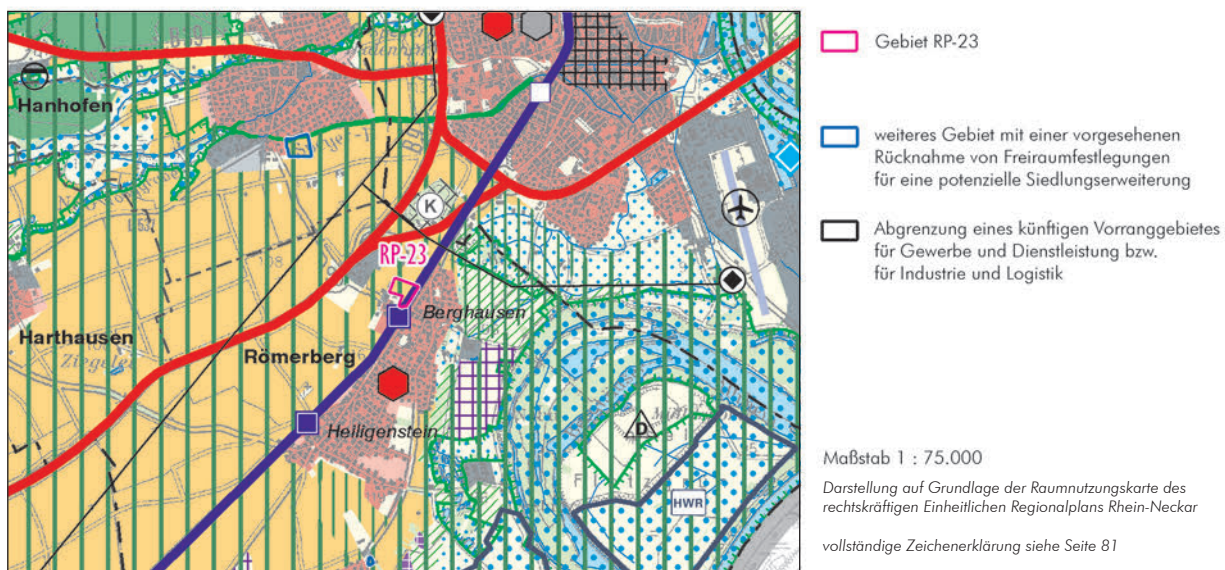 Hanhofen
K
RP-23
Berghausen
Harthausen
Ziegelei
Römerberg
Heiligenstein
D
HWR
Gebiet RP-23
weiteres Gebiet mit einer vorgesehenen
Rücknahme von Freiraumfestlegungen
für eine potenzielle Siedlungserweiterung
Abgrenzung eines künftigen Vorranggebietes
für Gewerbe und Dienstleistung bzw.
für Industrie und Logistik
Maßstab 1 : 75.000
Darstellung auf Grundlage der Raumnutzungskarte des
rechtskräftigen Einheitlichen Regionalplans Rhein-Neckar
vollständige Zeichenerklärung siehe Seite 81